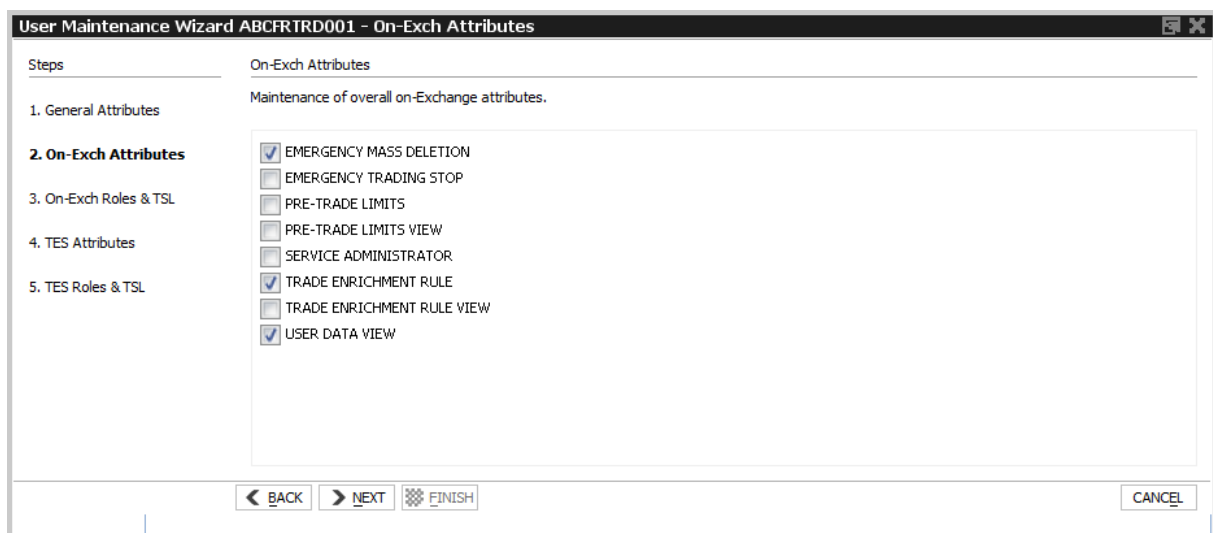 User Maintenance Wizard ABCFRTRD001 - On-Exch Attributes
Steps
On-Exch Attributes
1. General Attributes
Maintenance of overall on-Exchange attributes.
2. On-Exch Attributes
3. On-Exch Roles & TSL
4. TES Attributes
5. TES Roles & TSL
EMERGENCY MASS DELETION
EMERGENCY TRADING STOP
PRE-TRADE LIMITS
PRE-TRADE LIMITS VIEW
SERVICE ADMINISTRATOR
TRADE ENRICHMENT RULE
TRADE ENRICHMENT RULE VIEW
USER DATA VIEW
BACK NEXT FINISH CANCEL